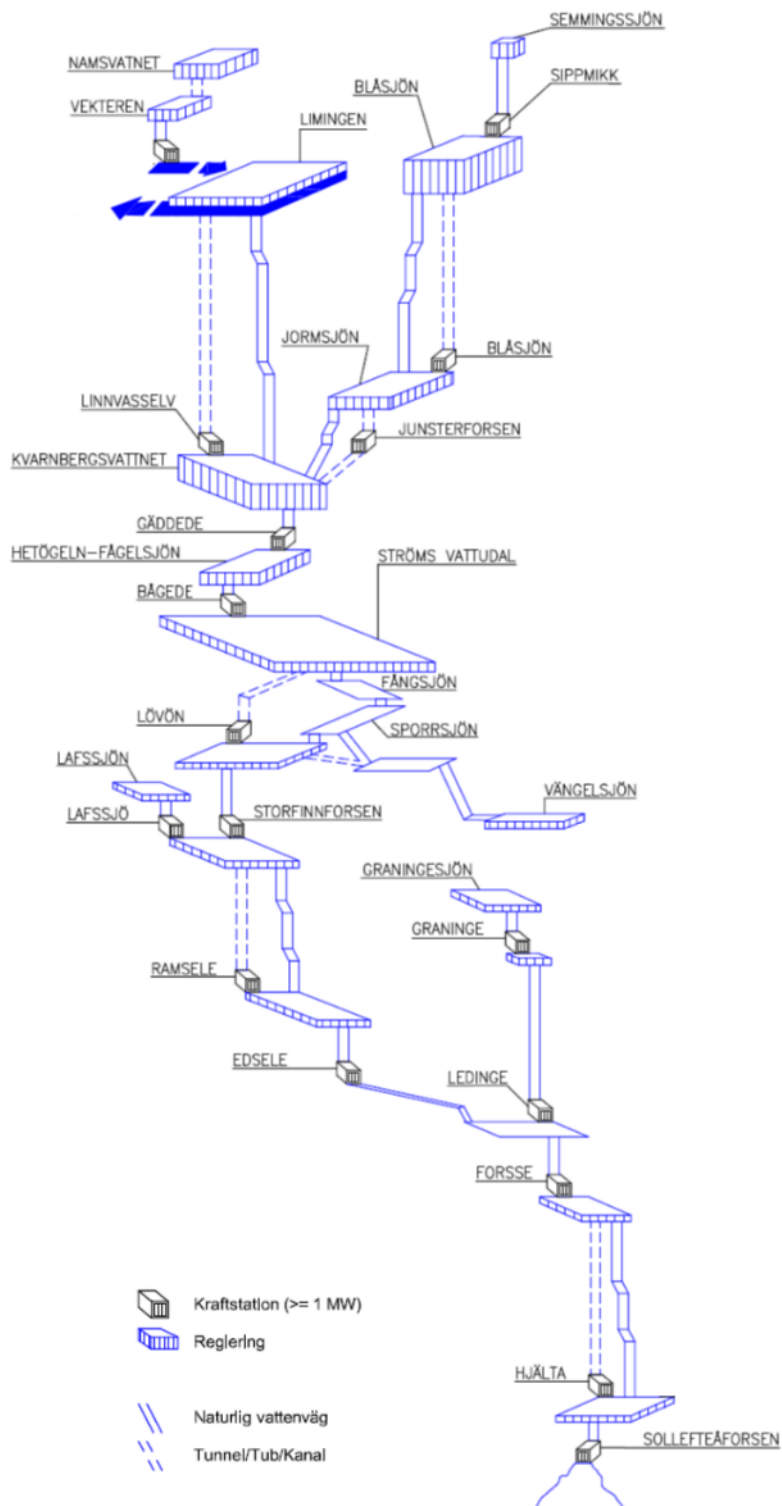 SEMMINGSSJÖN
NAMSVATNET
SIPPMIKK
BLÅSJÖN
VEKTEREN
LIMINGEN
JORMSJÖN
BLÅSJÖN
LINNVASSELV
JUNSTERFORSEN
KVARNBERGSVATTNET
GÄDDEDE
HETÖGELN-FÅGELSJÖN
STRÖMS VATTUDAL
BÅGEDE
FÅNGSJÖN
LÖVÖN
SPORRSJÖN
LAFSSJÖN
VÄNGELSJÖN
LAFSSJÖ
STORFINNFORSEN
GRANINGESJÖN
GRANINGE
RAMSELE
EDSELE
LEDINGE
FORSSE
Kraftstation (>= 1 MW)
Reglering
HJÄLTA
Naturlig vattenväg
SOLLEFTEÅFORSEN
Tunnel/Tub/Kanal